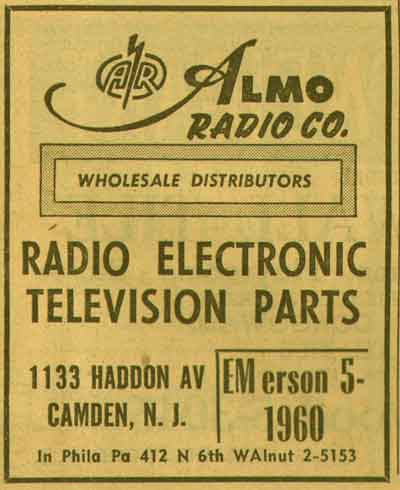 AR
ALMO
RADIO CO.
WHOLESALE DISTRIBUTORS
RADIO ELECTRONIC
TELEVISION PARTS
1133 HADDON AV
CAMDEN, N. J.
EMerson 5-
1960
In Phila Pa 412 N 6th WAlnut 2-5153